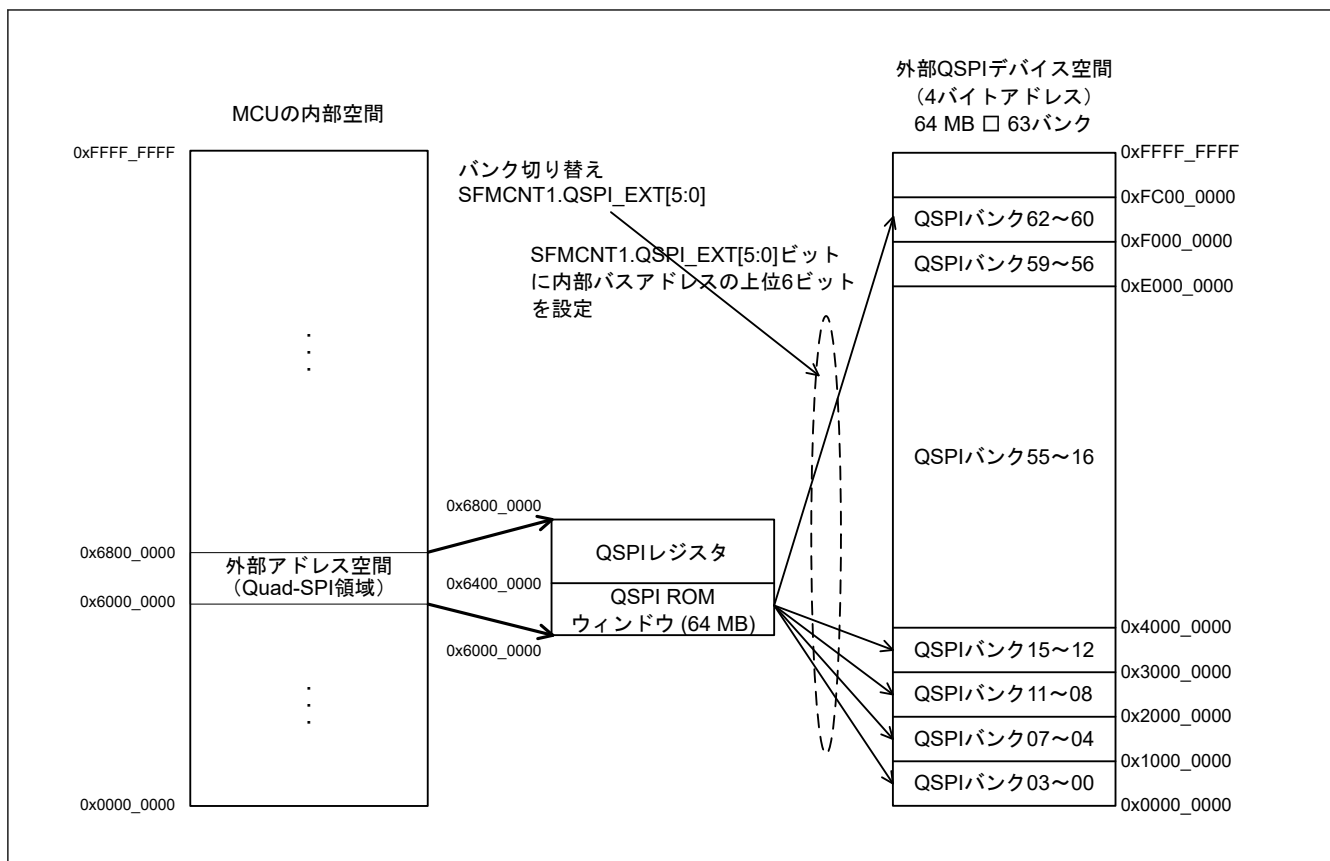 MCUの内部空間
0xFFFF_FFFF
0x6800_0000
外部アドレス空間
（Quad-SPI領域）
0x6000_0000
0x0000_0000
バンク切り替え
SFMCNT1.QSPI_EXT[5:0]
SFMCNT1.QSPI_EXT[5:0]ビット
に内部バスアドレスの上位6ビット
を設定
0x6800_0000
QSPIレジスタ
0x6400_0000
QSPI ROM
ウィンドウ (64 MB)
0x6000_0000
外部QSPIデバイス空間
（4バイトアドレス）
64 MB □ 63バンク
0xFFFF_FFFF
0xFC00_0000
QSPIバンク62～60
0xF000_0000
QSPIバンク59～56
0xE000_0000
QSPIバンク55～16
0x4000_0000
QSPIバンク15～12
0x3000_0000
QSPIバンク11～08
0x2000_0000
QSPIバンク07～04
0x1000_0000
QSPIバンク03～00
0x0000_0000